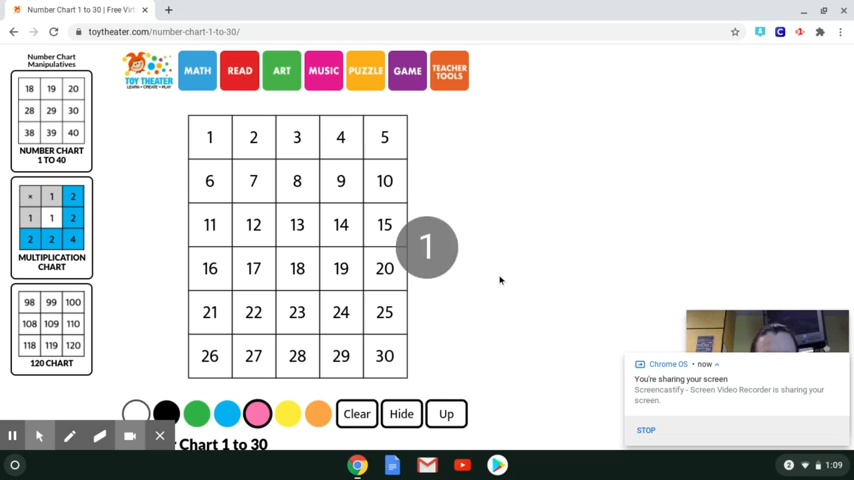 Number Chart 1 to 30 | Free Virt
toytheater.com/number-chart-1-to-30/
Number Chart
Manipulatives
18 19 20
28 29 30
38 39 40
NUMBER CHART
1 TO 40
× 1 2
1 1 2
2 2 4
MULTIPLICATION
CHART
98 99 100
108 109 110
118 119 120
120 CHART
TOY THEATER
LEARN • CREATE • PLAY
MATH READ ART MUSIC PUZZLE GAME TEACHER TOOLS
1 2 3 4 5
6 7 8 9 10
11 12 13 14 15
16 17 18 19 20
21 22 23 24 25
26 27 28 29 30
1
Clear Hide Up
r Chart 1 to 30
Chrome OS • now
You're sharing your screen
Screencastify - Screen Video Recorder is sharing your
screen.
STOP
2 1:09